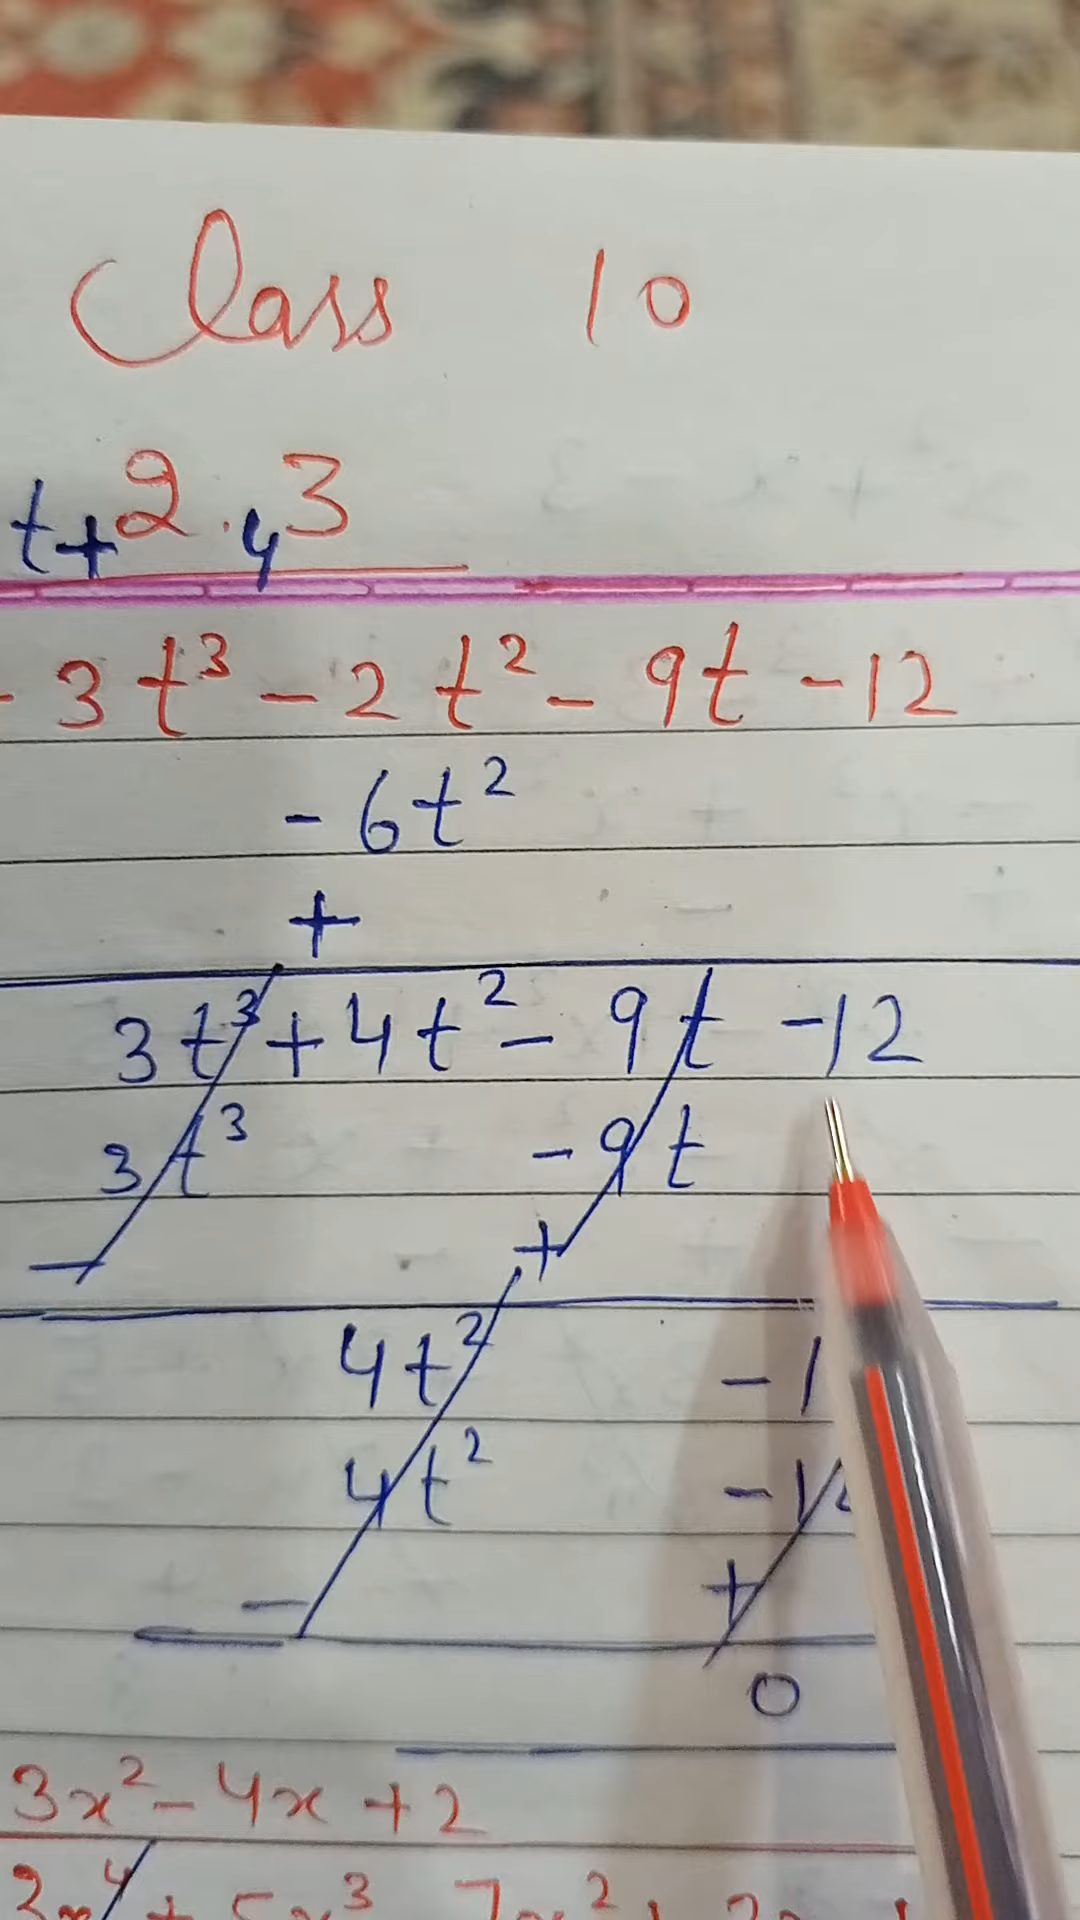 Class 10
t+2.4 3
- 3t³ - 2t² - 9t - 12
- 6t²
+
3t³ + 4t² - 9t - 12
3t³ - 9t
- +
4t² - 1
4t² - 12
- +
0
3x² - 4x + 2